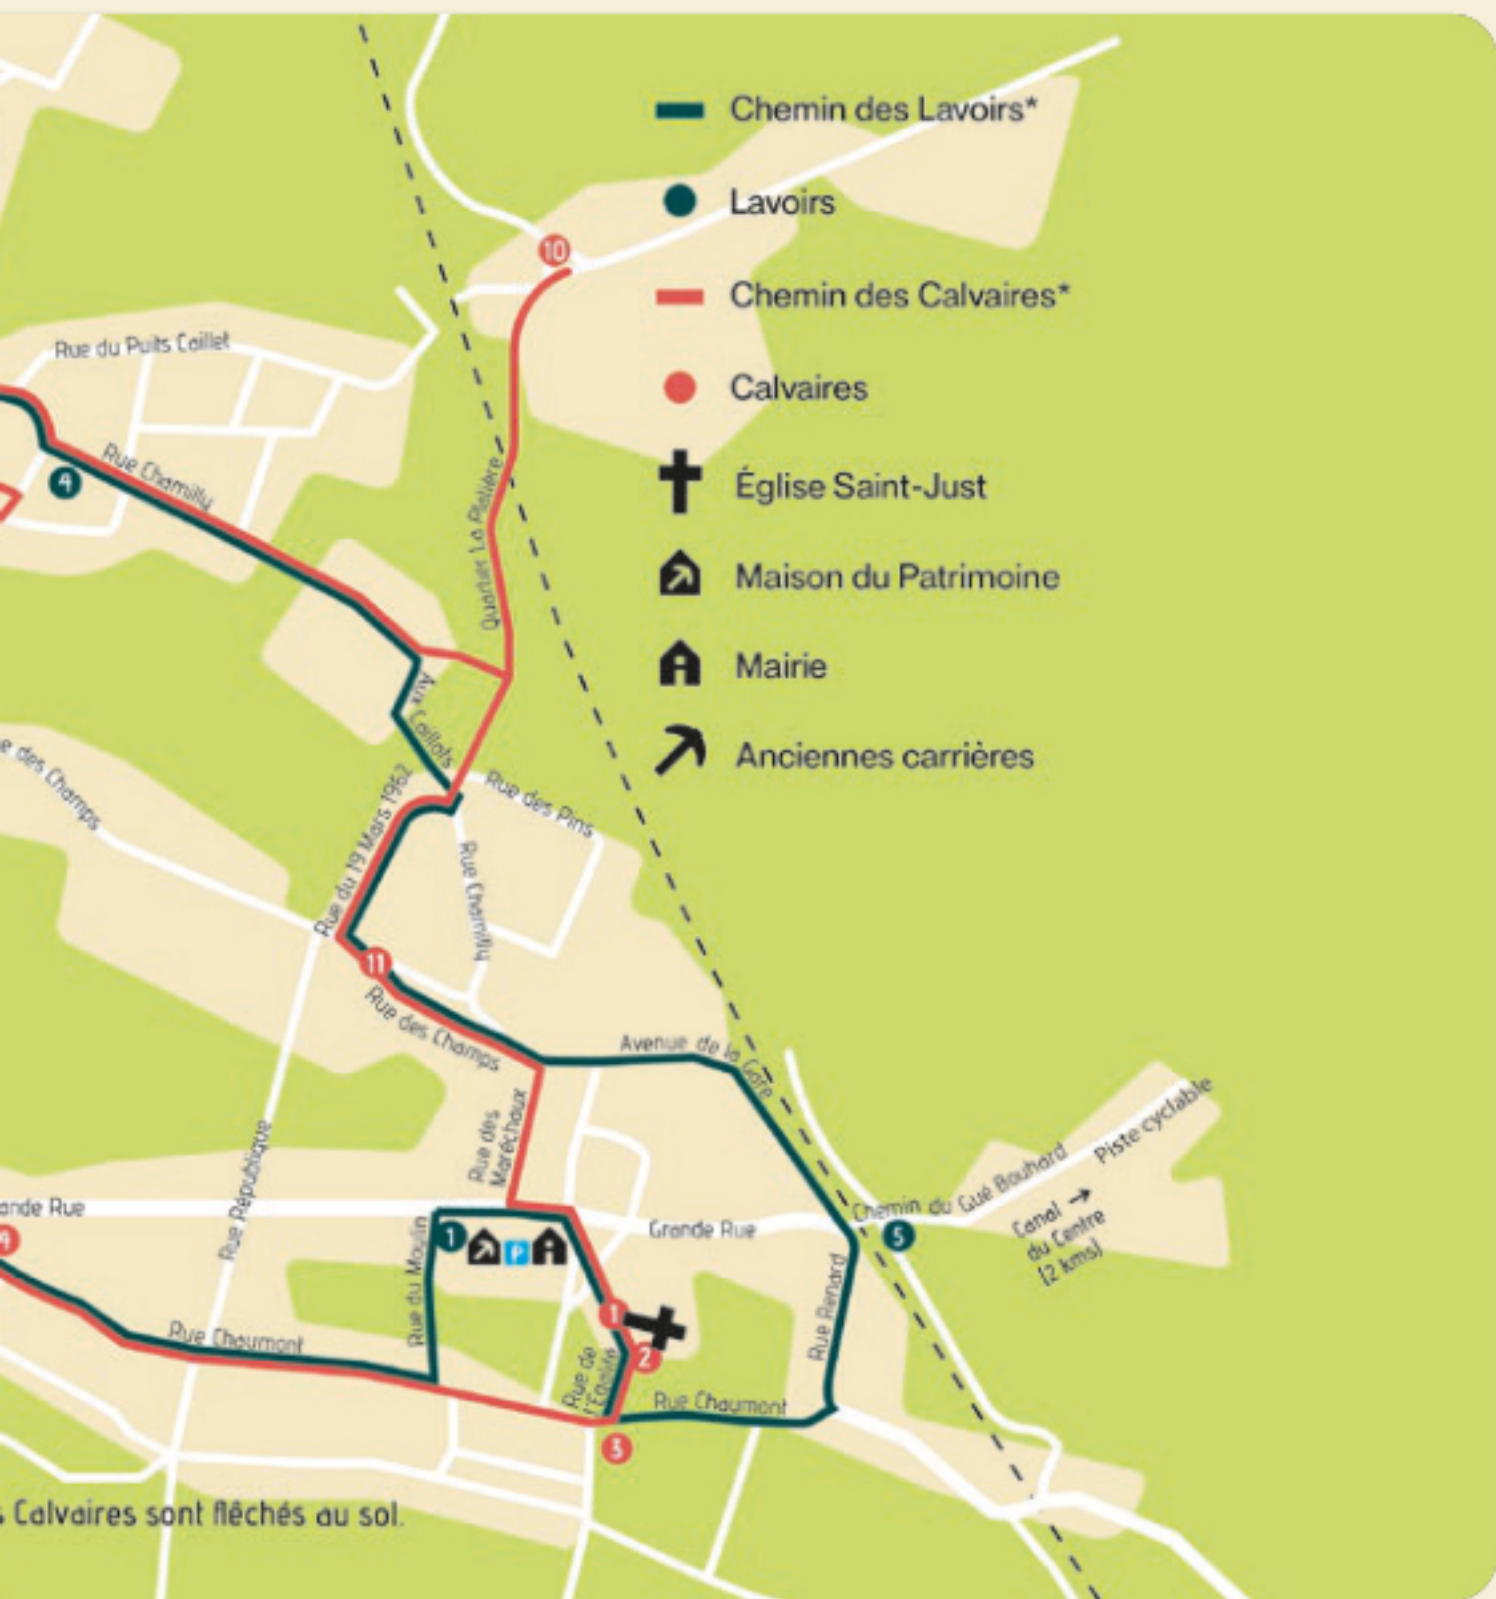 Chemin des Lavoirs*
Lavoirs
10
Chemin des Calvaires*
Rue du Puits Caillet
Calvaires
Rue Chamilly
4
Église Saint-Just
Quartier La Platière
Maison du Patrimoine
Mairie
Aux
Caillots
Anciennes carrières
e des Champs
Rue du 19 Mars 1962
Rue des Pins
Rue Chamilly
11
Rue des Champs
Avenue de la Gare
Rue des
Maréchaux
Piste cyclable
Rue République
Chemin du Gué Bouhard
Canal →
du Centre
(2 kms)
ande Rue
Grande Rue
1
P
5
Rue du Moulin
Rue Renard
1
2
Rue Chaumont
Rue de
l'Egalité
Rue Chaumont
3
s Calvaires sont flêchés au sol.